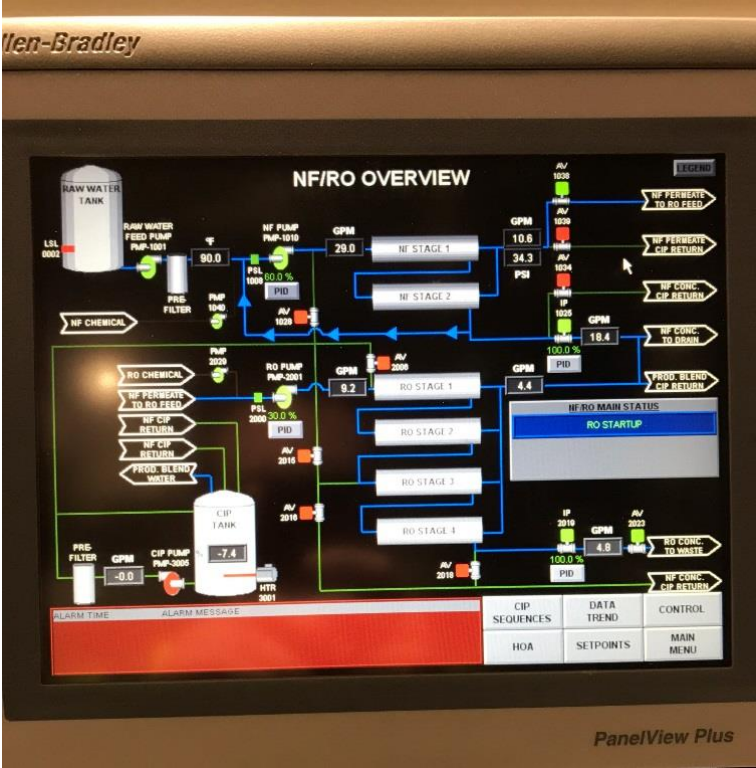 llen-Bradley
NF/RO OVERVIEW
LEGEND
RAW WATER
TANK
LSL
0002
RAW WATER
FEED PUMP
PMP-1001
°F
90.0
PRE-
FILTER
PSL
1008
NF PUMP
PMP-1010
60.0 %
PID
GPM
29.0
NF STAGE 1
NF STAGE 2
GPM
10.6
34.3
PSI
AV
1038
AV
1039
AV
1034
IP
1025
100.0 %
PID
GPM
18.4
NF PERMEATE
TO RO FEED
NF PERMEATE
CIP RETURN
NF CONC.
CIP RETURN
NF CONC.
TO DRAIN
PROD. BLEND
CIP RETURN
NF CHEMICAL
PMP
1040
AV
1028
PMP
2029
RO CHEMICAL
NF PERMEATE
TO RO FEED
NF CIP
RETURN
NF CIP
RETURN
PROD. BLEND
WATER
PSL
2000
RO PUMP
PMP-2001
30.0 %
PID
GPM
9.2
AV
2006
RO STAGE 1
RO STAGE 2
RO STAGE 3
RO STAGE 4
GPM
4.4
NF/RO MAIN STATUS
RO STARTUP
AV
2015
AV
2016
AV
2018
IP
2019
100.0 %
PID
GPM
4.8
AV
2023
RO CONC.
TO WASTE
NF CONC.
CIP RETURN
PRE-
FILTER
GPM
-0.0
CIP PUMP
PMP-3005
CIP
TANK
%
-7.4
HTR
3001
ALARM TIME ALARM MESSAGE
CIP
SEQUENCES
DATA
TREND
CONTROL
HOA
SETPOINTS
MAIN
MENU
PanelView Plus